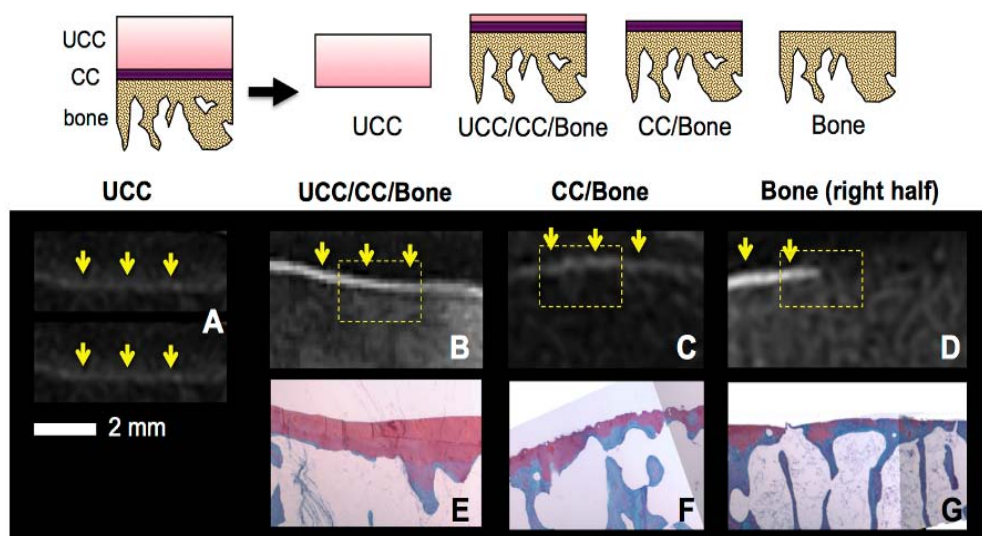 UCC
CC
bone
UCC
UCC/CC/Bone
CC/Bone
Bone
UCC
UCC/CC/Bone
CC/Bone
Bone (right half)
A
B
C
D
2 mm
E
F
G